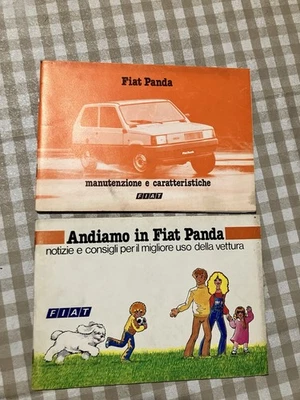 Fiat Panda
manutenzione e caratteristiche
FIAT
Andiamo in Fiat Panda
notizie e consigli per il migliore uso della vettura
FIAT